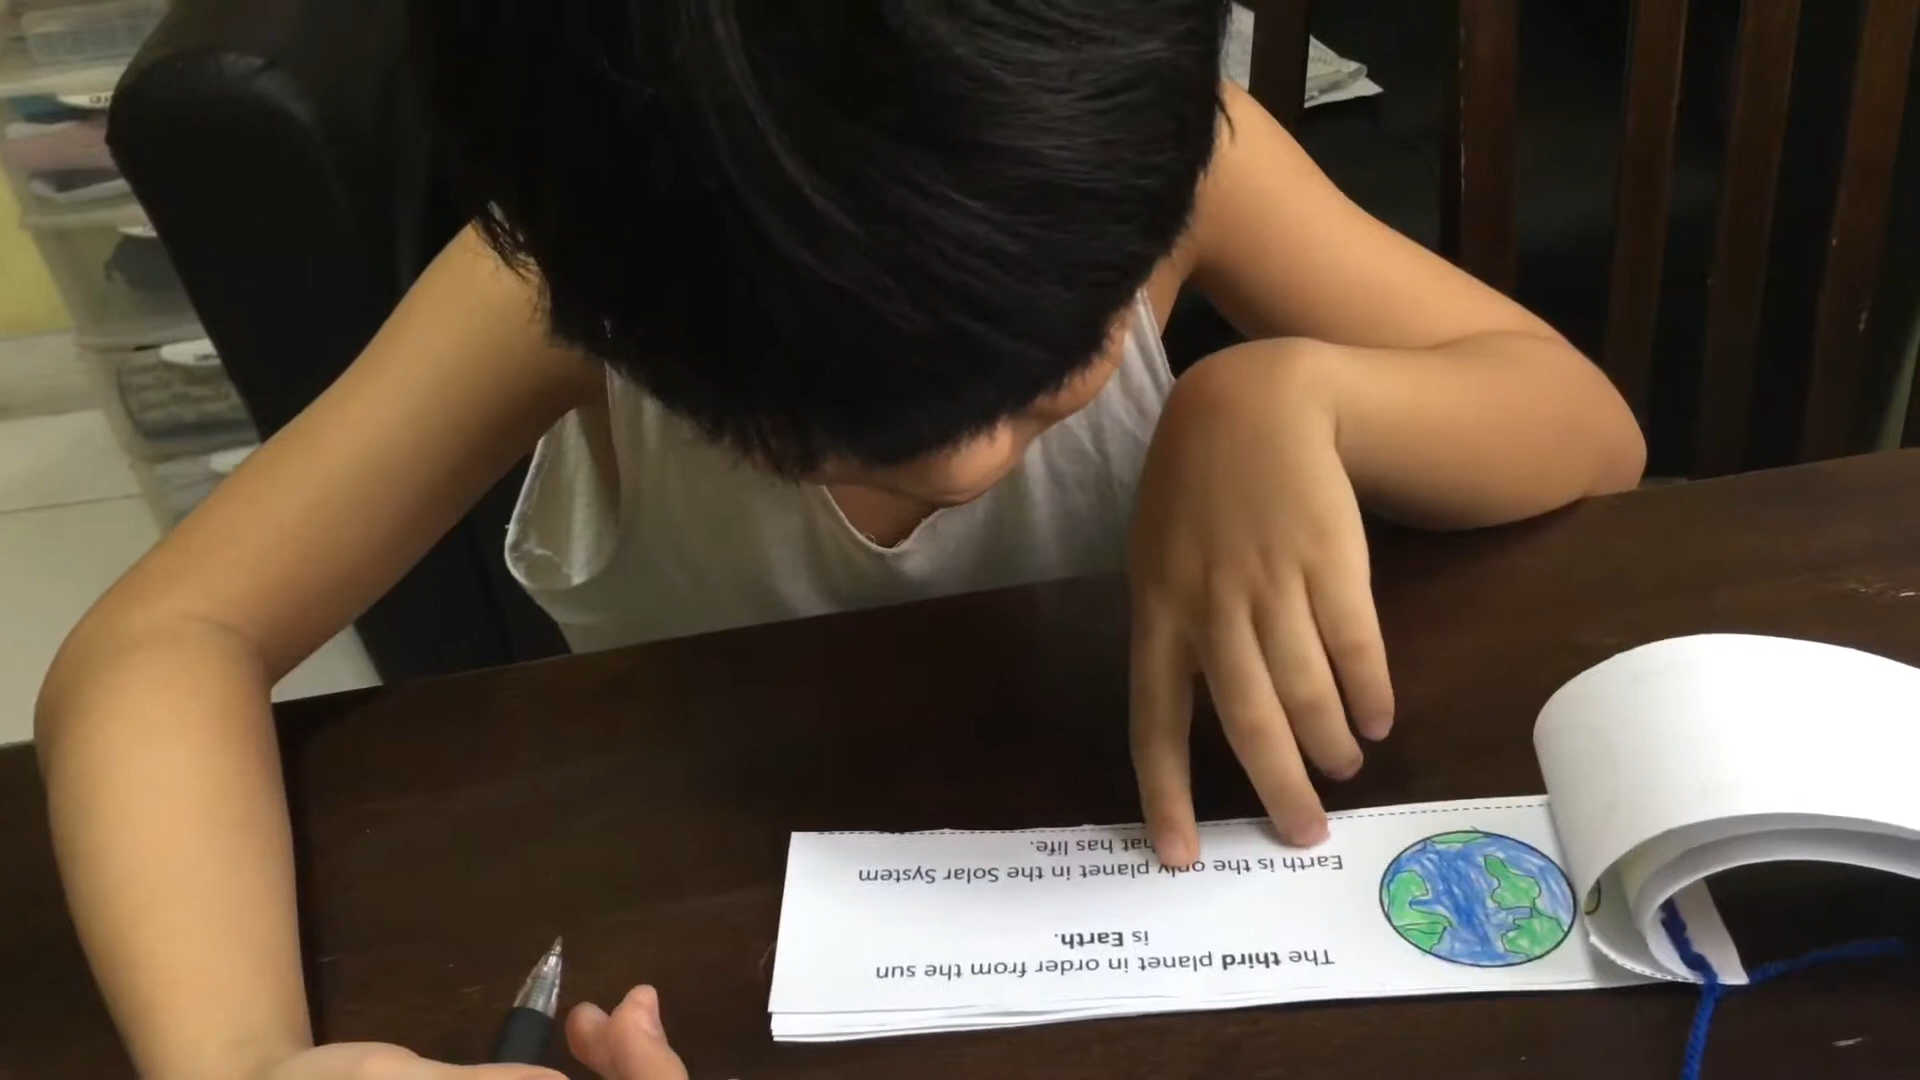 The third planet in order from the sun
is Earth.
Earth is the only planet in the Solar System
that has life.